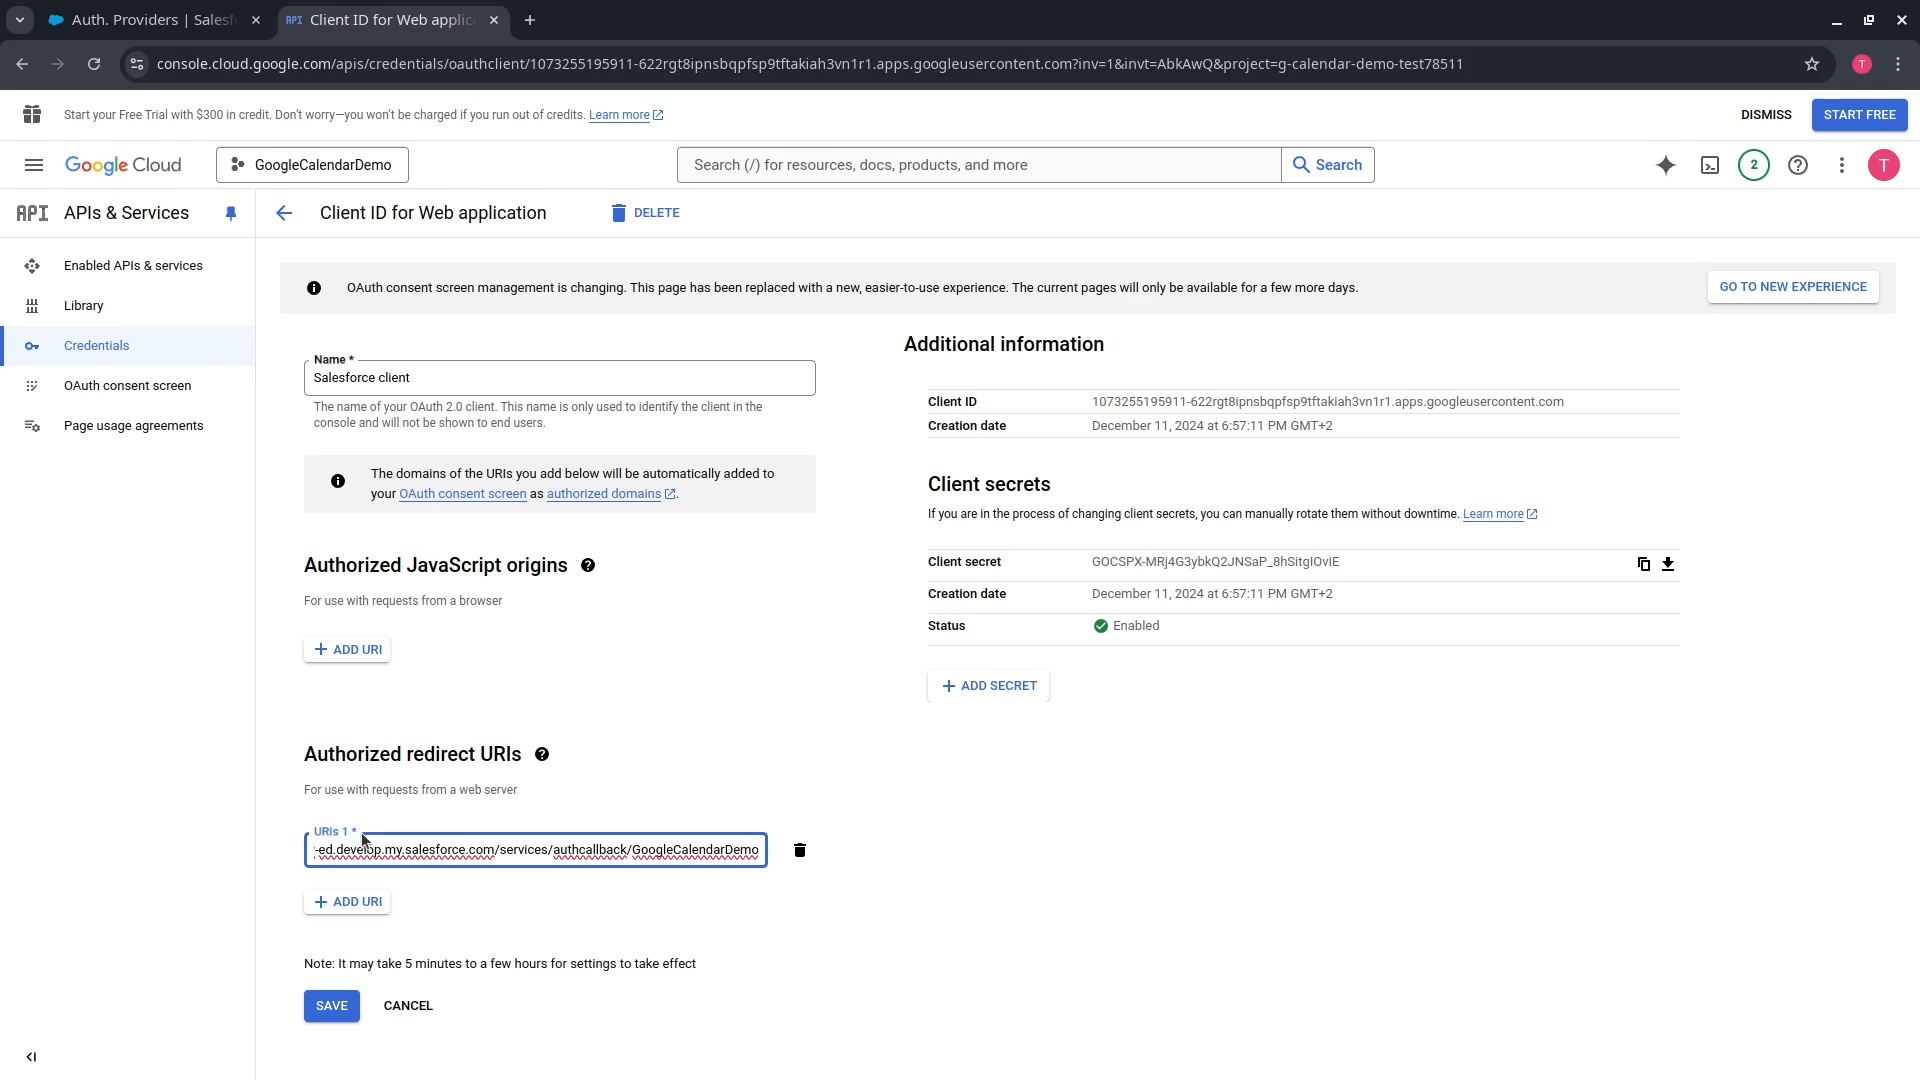 Auth. Providers | Salesf
Client ID for Web applic
console.cloud.google.com/apis/credentials/oauthclient/1073255195911-622rgt8ipnsbqpfsp9tftakiah3vn1r1.apps.googleusercontent.com?inv=1&invt=AbkAwQ&project=g-calendar-demo-test78511
T
Start your Free Trial with $300 in credit. Don't worry—you won't be charged if you run out of credits. Learn more
DISMISS
START FREE
Google Cloud
GoogleCalendarDemo
Search (/) for resources, docs, products, and more
Search
2
T
API APIs & Services
Client ID for Web application
DELETE
Enabled APIs & services
Library
Credentials
OAuth consent screen
Page usage agreements
OAuth consent screen management is changing. This page has been replaced with a new, easier-to-use experience. The current pages will only be available for a few more days.
GO TO NEW EXPERIENCE
Name *
Salesforce client
The name of your OAuth 2.0 client. This name is only used to identify the client in the
console and will not be shown to end users.
The domains of the URIs you add below will be automatically added to
your OAuth consent screen as authorized domains.
Authorized JavaScript origins
For use with requests from a browser
+ ADD URI
Authorized redirect URIs
For use with requests from a web server
URIs 1 *
-ed.develop.my.salesforce.com/services/authcallback/GoogleCalendarDemo
+ ADD URI
Note: It may take 5 minutes to a few hours for settings to take effect
SAVE
CANCEL
Additional information
Client ID 1073255195911-622rgt8ipnsbqpfsp9tftakiah3vn1r1.apps.googleusercontent.com
Creation date December 11, 2024 at 6:57:11 PM GMT+2
Client secrets
If you are in the process of changing client secrets, you can manually rotate them without downtime. Learn more
Client secret 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
Creation date December 11, 2024 at 6:57:11 PM GMT+2
Status Enabled
+ ADD SECRET